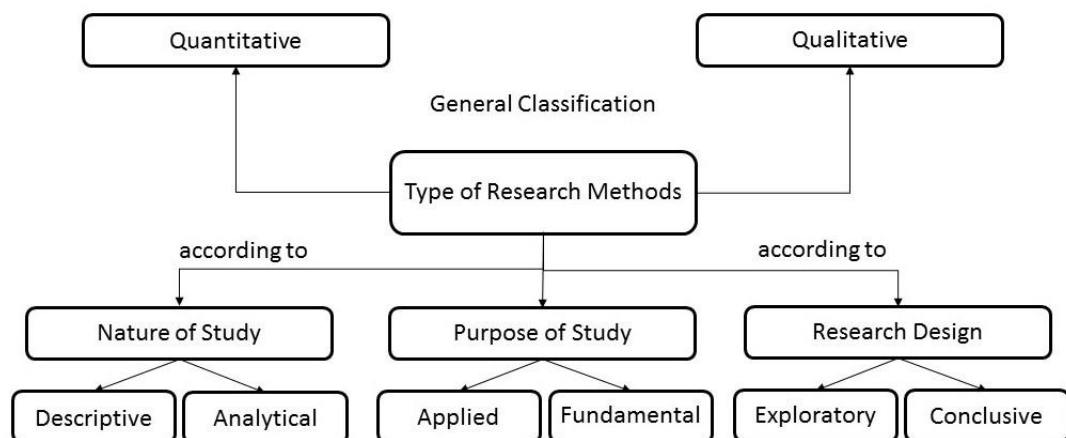 Quantitative
Qualitative
General Classification
Type of Research Methods
according to
according to
Nature of Study
Purpose of Study
Research Design
Descriptive
Analytical
Applied
Fundamental
Exploratory
Conclusive